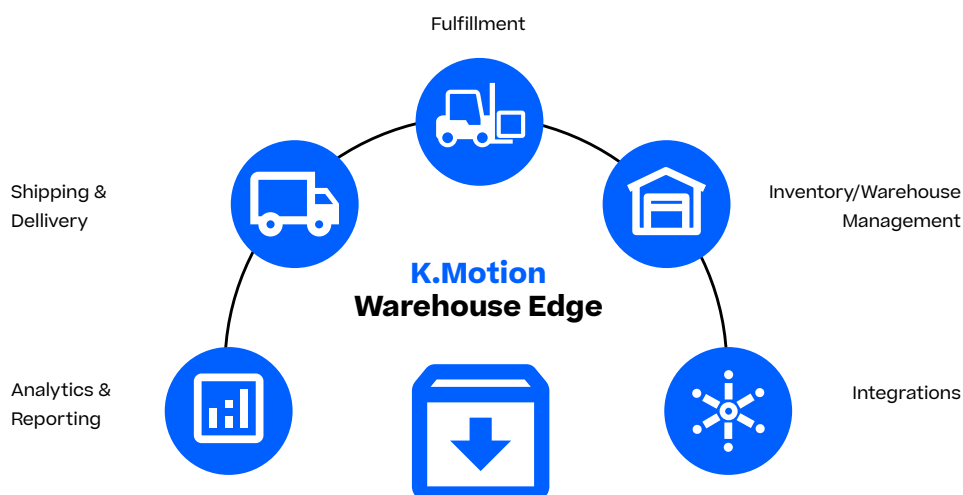 Fulfillment
Shipping &
Dellivery
Inventory/Warehouse
Management
K.Motion
Warehouse Edge
Analytics &
Reporting
Integrations